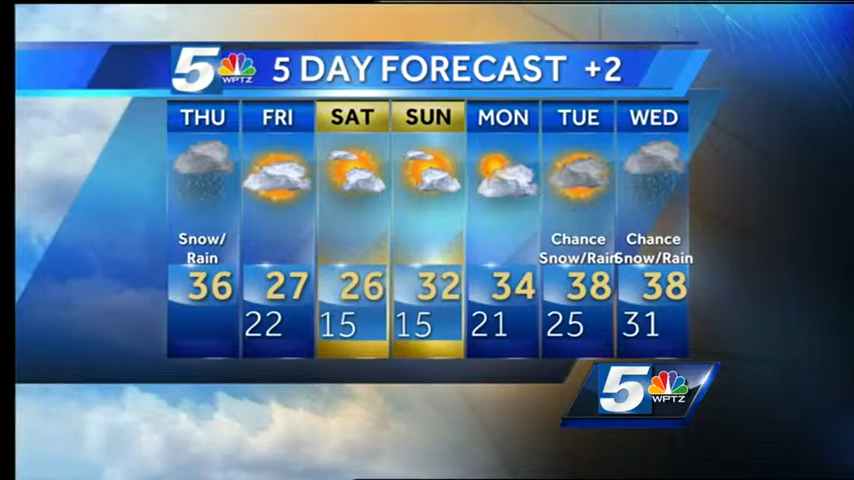 5 WPTZ 5 DAY FORECAST +2
THU FRI SAT SUN MON TUE WED
Snow/ Chance Chance
Rain Snow/Rain Snow/Rain
36 27 26 32 34 38 38
22 15 15 21 25 31
5 WPTZ